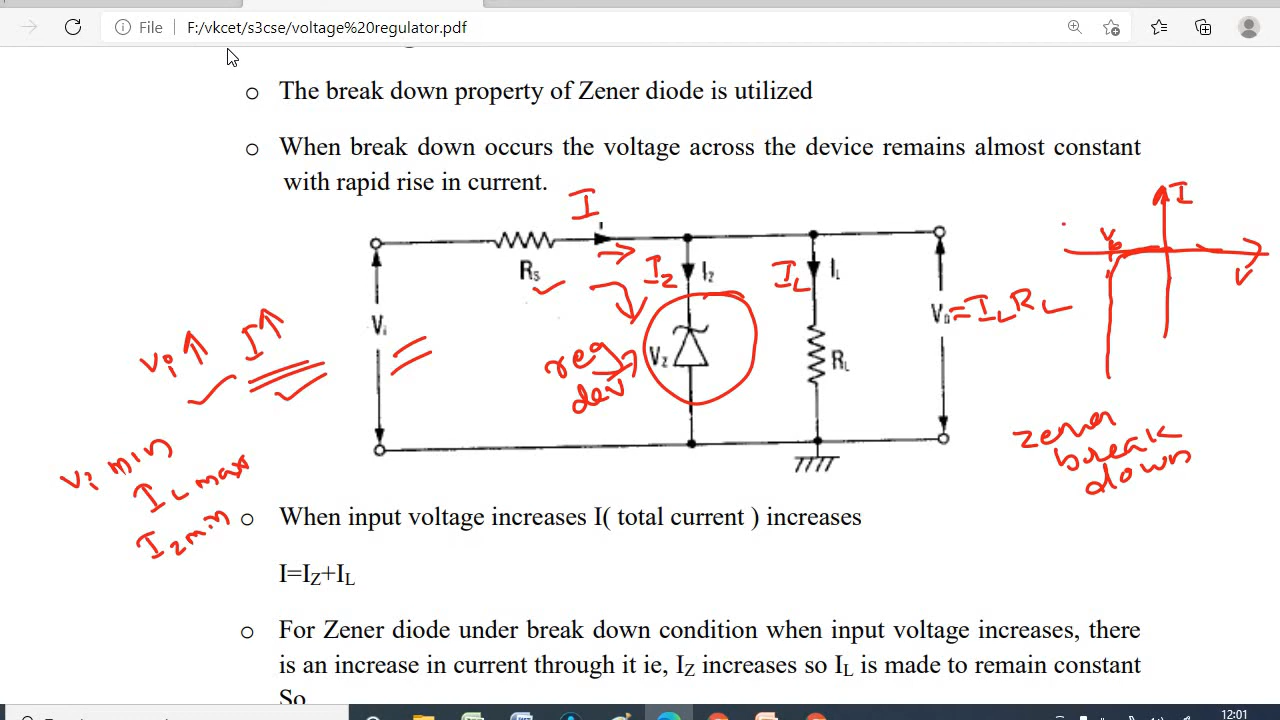 File F:/vkcet/s3cse/voltage%20regulator.pdf
o The break down property of Zener diode is utilized
o When break down occurs the voltage across the device remains almost constant
with rapid rise in current.
I
I
Rs
Iz
I2
IL
IL
Vi
Vi↑ I↑
reg
dev
Vz
RL
V0=ILRL
I
V
zener
break
down
Vi min
IL max
Iz min
o When input voltage increases I( total current ) increases
I=IZ+IL
o For Zener diode under break down condition when input voltage increases, there
is an increase in current through it ie, IZ increases so IL is made to remain constant
So
12:01